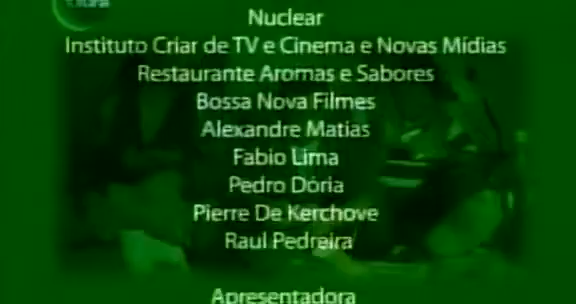 Nuclear
Instituto Criar de TV e Cinema e Novas Mídias
Restaurante Aromas e Sabores
Bossa Nova Filmes
Alexandre Matias
Fabio Lima
Pedro Dória
Pierre De Kerchove
Raul Pedreira
Apresentadora